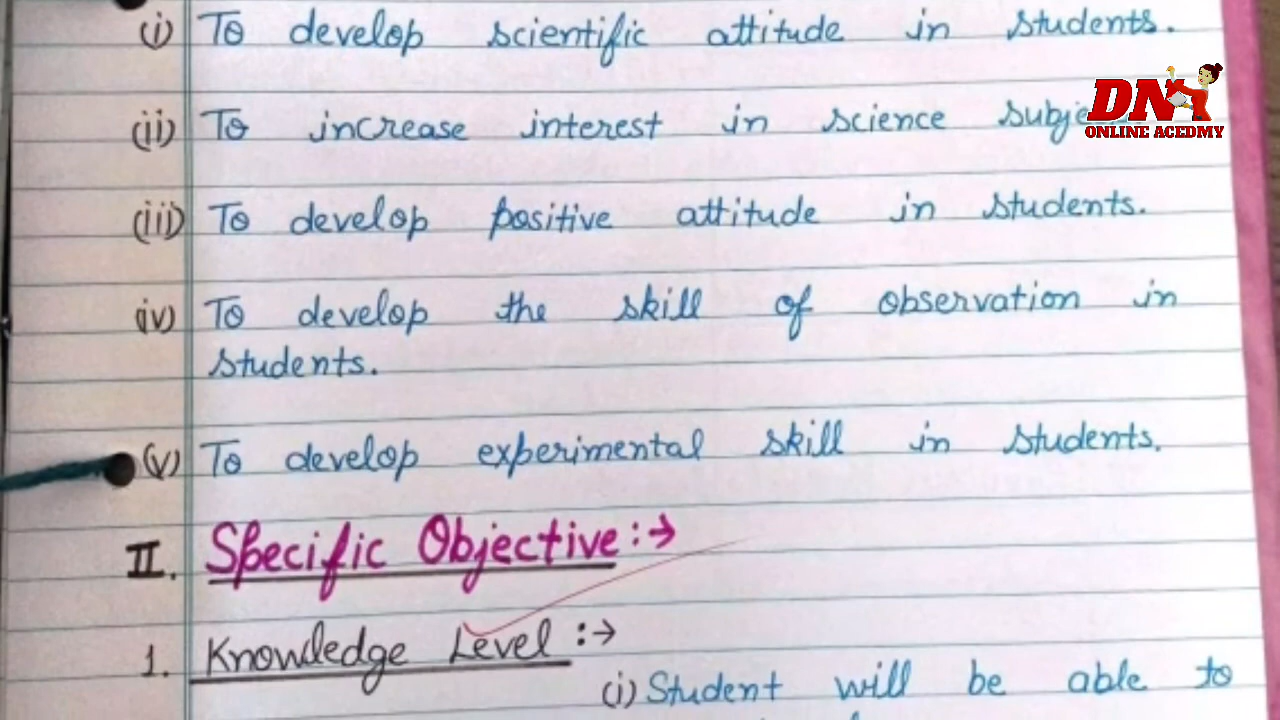 (i) To develop scientific attitude in students.
DN
ONLINE ACEDMY
(ii) To increase interest in science
(iii) To develop positive attitude in students.
(iv) To develop the skill of observation in
students.
(v) To develop experimental skill in students.
II. Specific Objective :→
1. Knowledge Level :→
(i) Student will be able to